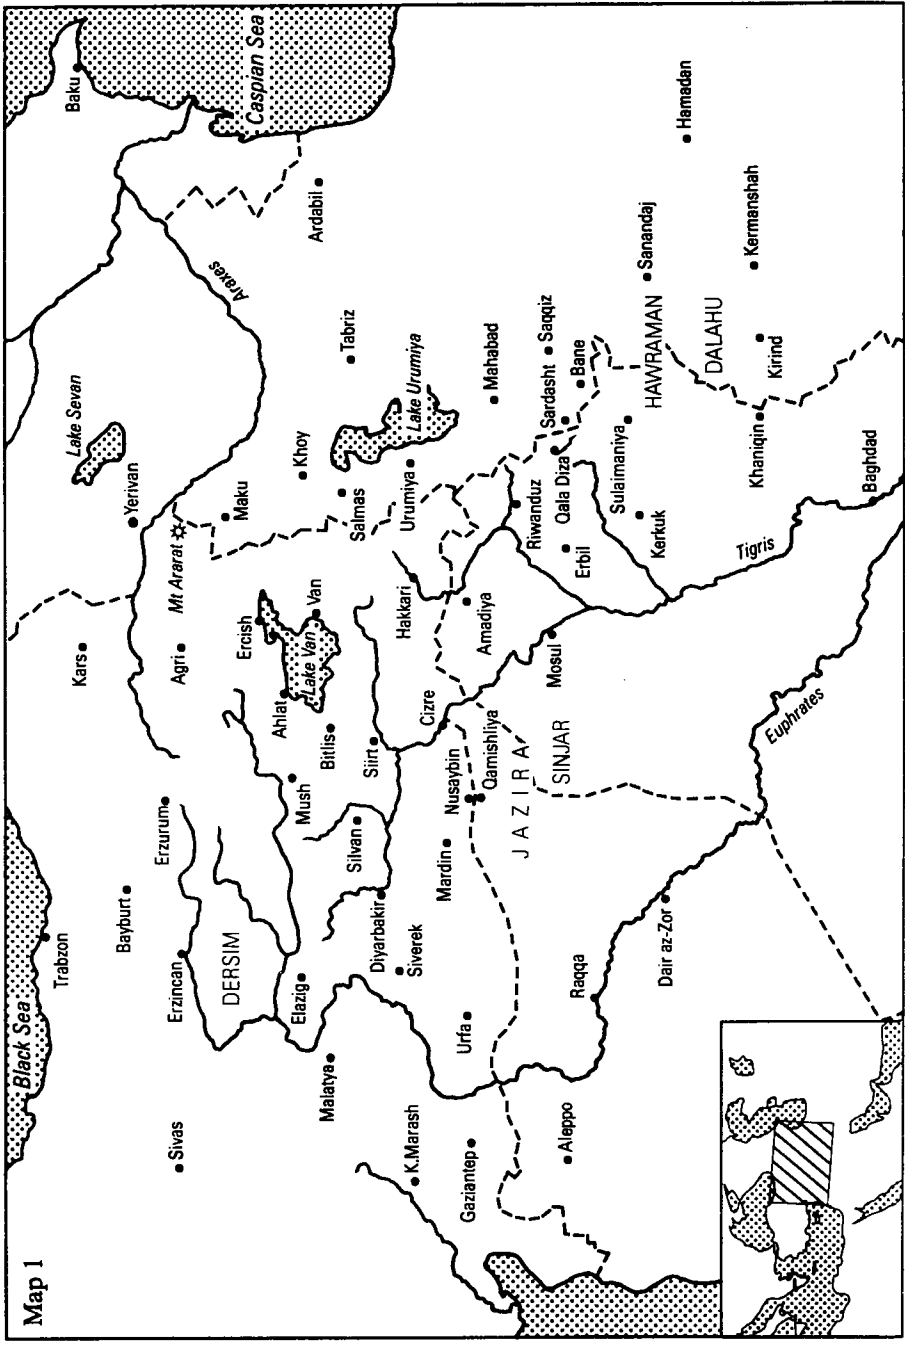 Map 1
Black Sea
Trabzon
Sivas
Bayburt
Erzincan
Erzurum
DERSIM
Kars
Agri
Mt Ararat
Yerivan
Lake Sevan
Baku
Caspian Sea
Araxes
Ardabil
Maku
Ercish
Van
Lake Van
Ahlat
Bitlis
Mush
Elazig
Malatya
Khoy
Salmas
Tabriz
Lake Urumiya
Urumiya
Siirt
Silvan
Diyarbakir
Siverek
K.Marash
Gaziantep
Urfa
Mardin
Nusaybin
Qamishliya
Cizre
Hakkari
Amadiya
Mahabad
Riwanduz
Saqqiz
Sardasht
Bane
Qala Diza
Erbil
Mosul
JAZIRA
SINJAR
Aleppo
Raqqa
Dair az-Zor
Kerkuk
Sulaimaniya
HAWRAMAN
Sanandaj
Hamadan
DALAHU
Kermanshah
Kirind
Khaniqin
Tigris
Euphrates
Baghdad